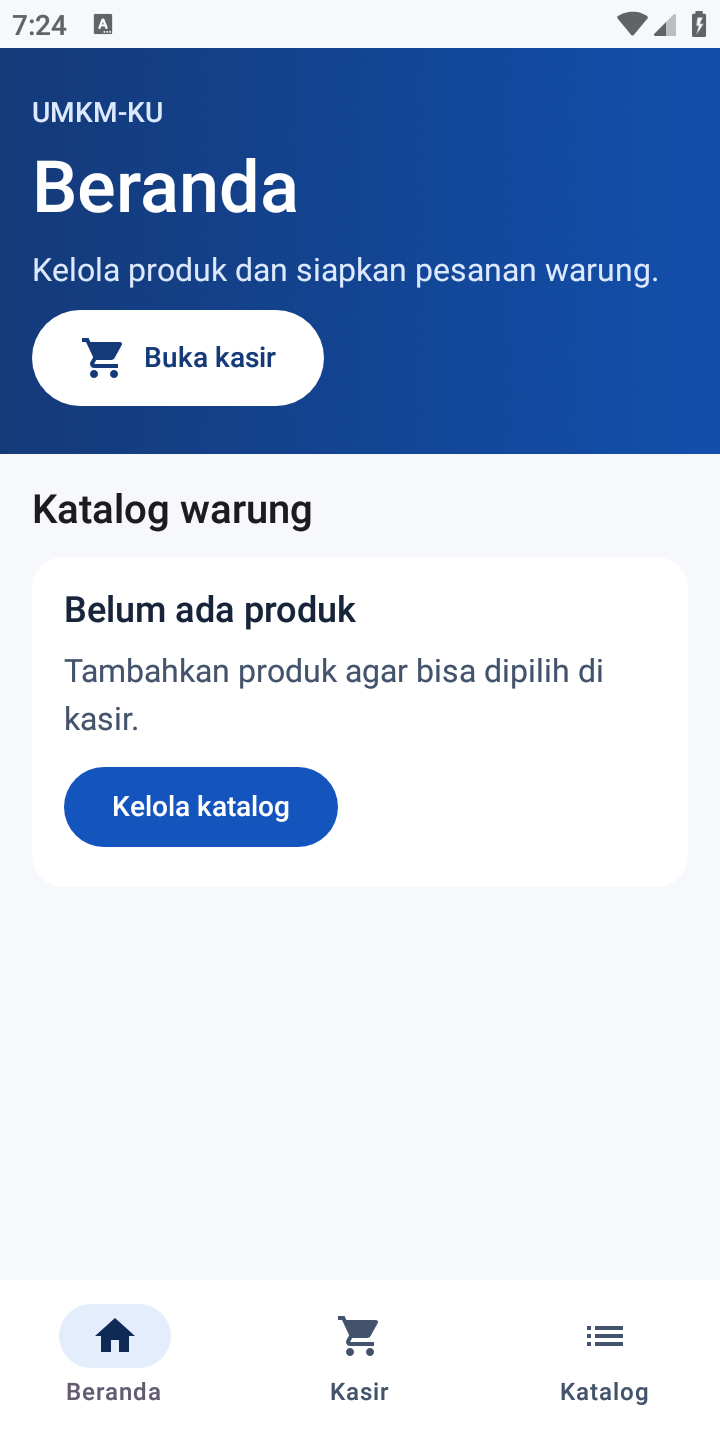 7:24
UMKM-KU
Beranda
Kelola produk dan siapkan pesanan warung.
Buka kasir
Katalog warung
Belum ada produk
Tambahkan produk agar bisa dipilih di
kasir.
Kelola katalog
Beranda
Kasir
Katalog